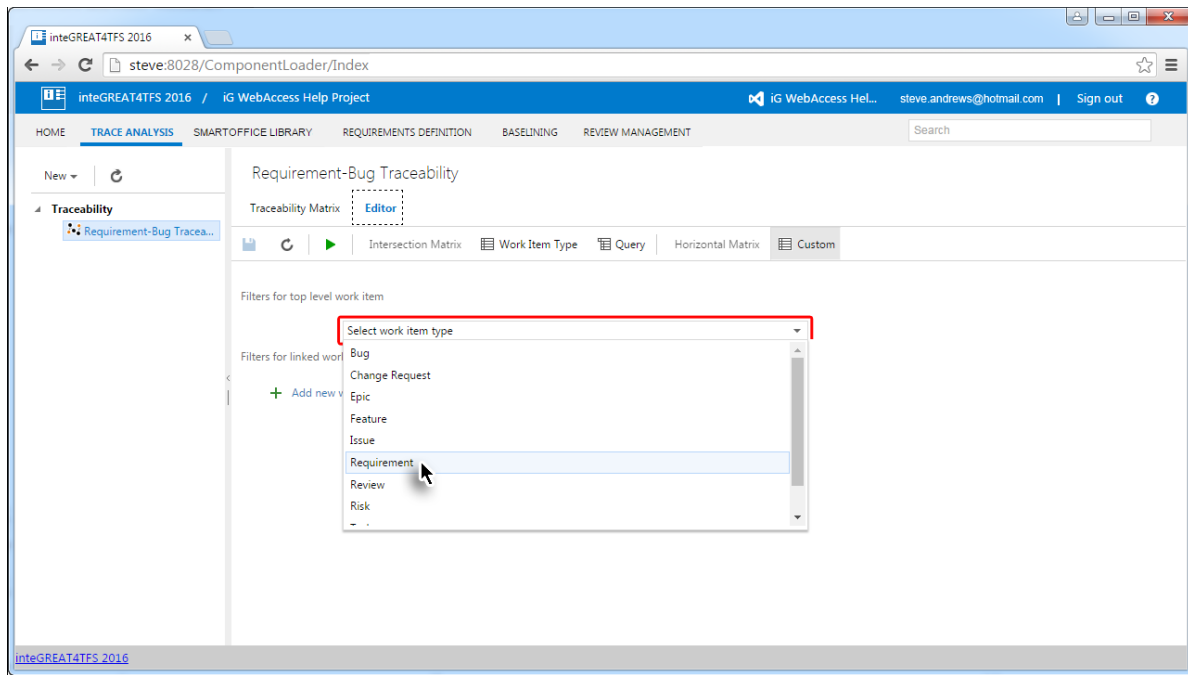 inteGREAT4TFS 2016
steve:8028/ComponentLoader/Index
inteGREAT4TFS 2016 / iG WebAccess Help Project iG WebAccess Hel... steve.andrews@hotmail.com | Sign out ?
HOME TRACE ANALYSIS SMARTOFFICE LIBRARY REQUIREMENTS DEFINITION BASELINING REVIEW MANAGEMENT Search
New
Traceability
Requirement-Bug Tracea...
Requirement-Bug Traceability
Traceability Matrix Editor
Intersection Matrix Work Item Type Query Horizontal Matrix Custom
Filters for top level work item
Select work item type
Filters for linked wor
Add new
Bug
Change Request
Epic
Feature
Issue
Requirement
Review
Risk
inteGREAT4TFS 2016